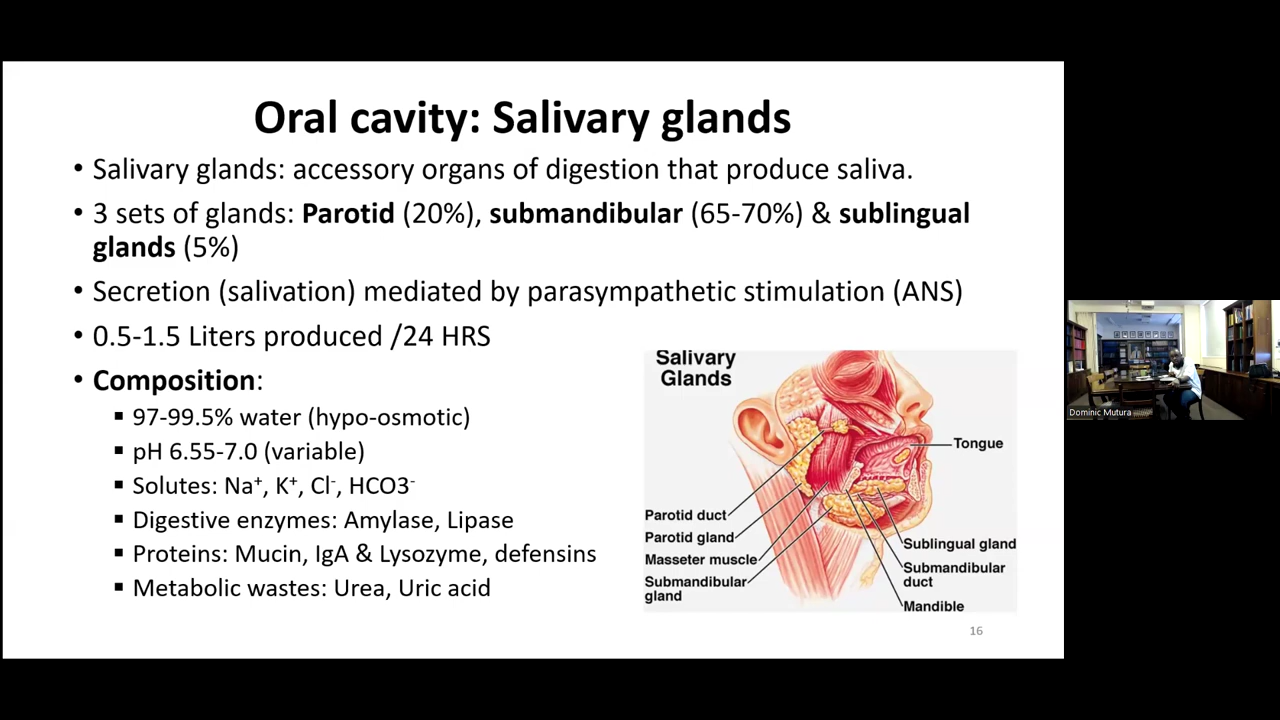 Oral cavity: Salivary glands
• Salivary glands: accessory organs of digestion that produce saliva.
• 3 sets of glands: Parotid (20%), submandibular (65-70%) & sublingual
glands (5%)
• Secretion (salivation) mediated by parasympathetic stimulation (ANS)
• 0.5-1.5 Liters produced /24 HRS
• Composition:
▪ 97-99.5% water (hypo-osmotic)
▪ pH 6.55-7.0 (variable)
▪ Solutes: Na⁺, K⁺, Cl⁻, HCO3⁻
▪ Digestive enzymes: Amylase, Lipase
▪ Proteins: Mucin, IgA & Lysozyme, defensins
▪ Metabolic wastes: Urea, Uric acid
Salivary
Glands
Tongue
Parotid duct
Parotid gland
Masseter muscle
Submandibular
gland
Sublingual gland
Submandibular
duct
Mandible
16
Dominic Mutura